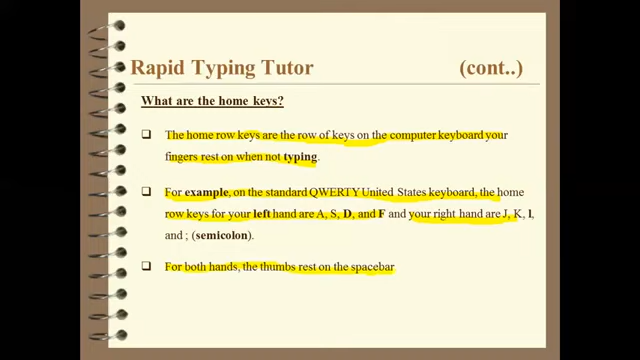 Rapid Typing Tutor (cont..)
What are the home keys?
The home row keys are the row of keys on the computer keyboard your
fingers rest on when not typing.
For example, on the standard QWERTY United States keyboard, the home
row keys for your left hand are A, S, D, and F and your right hand are J, K, l,
and ; (semicolon).
For both hands, the thumbs rest on the spacebar